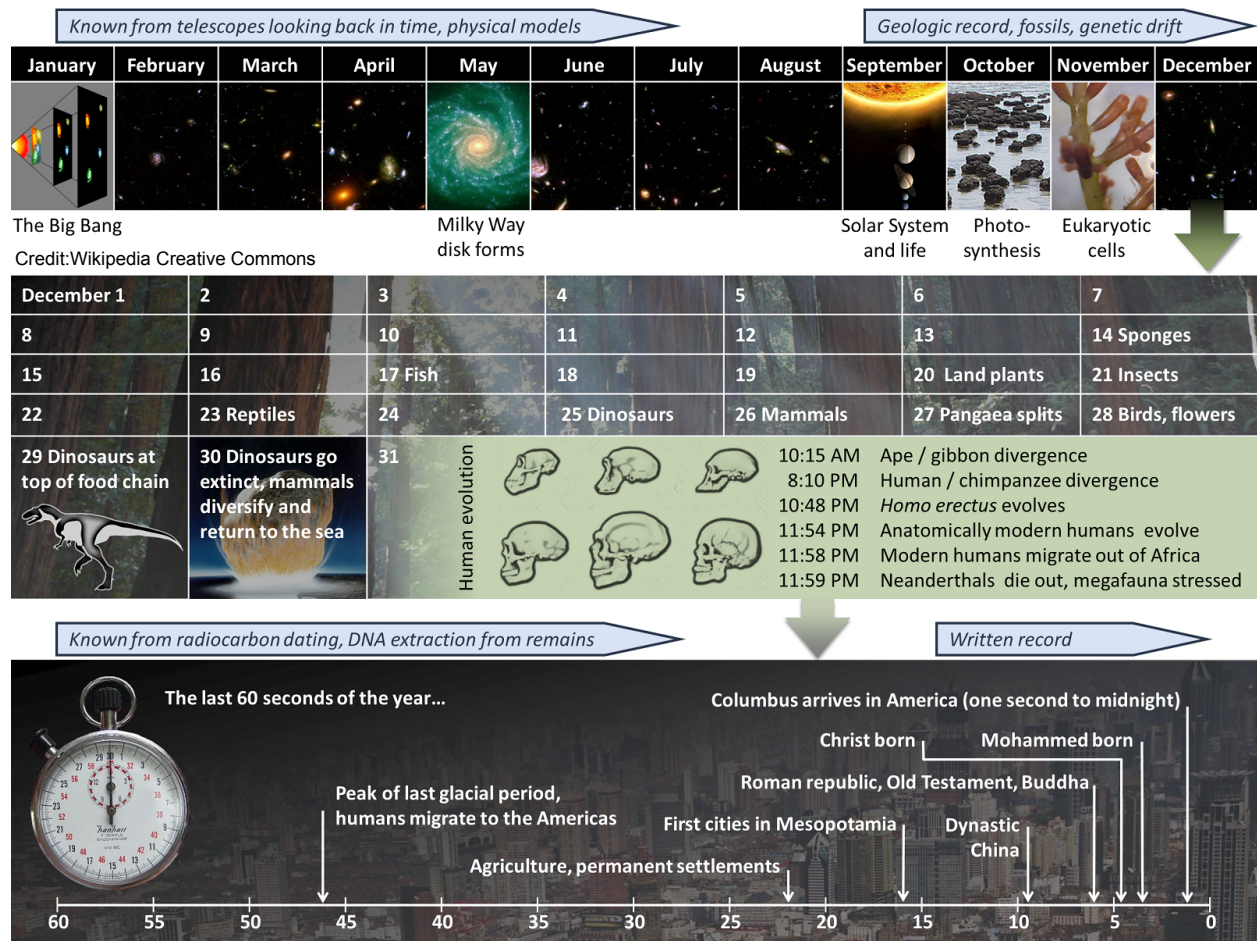 Known from telescopes looking back in time, physical models
Geologic record, fossils, genetic drift
January February March April May June July August September October November December
The Big Bang
Milky Way
disk forms
Solar System
and life
Photo-
synthesis
Eukaryotic
cells
Credit:Wikipedia Creative Commons
December 1 2 3 4 5 6 7
8 9 10 11 12 13 14 Sponges
15 16 17 Fish 18 19 20 Land plants 21 Insects
22 23 Reptiles 24 25 Dinosaurs 26 Mammals 27 Pangaea splits 28 Birds, flowers
29 Dinosaurs at
top of food chain
30 Dinosaurs go
extinct, mammals
diversify and
return to the sea
31
Human evolution
10:15 AM Ape / gibbon divergence
8:10 PM Human / chimpanzee divergence
10:48 PM Homo erectus evolves
11:54 PM Anatomically modern humans evolve
11:58 PM Modern humans migrate out of Africa
11:59 PM Neanderthals die out, megafauna stressed
Known from radiocarbon dating, DNA extraction from remains
Written record
The last 60 seconds of the year...
Columbus arrives in America (one second to midnight)
Christ born
Mohammed born
Roman republic, Old Testament, Buddha
Peak of last glacial period,
humans migrate to the Americas
First cities in Mesopotamia
Dynastic
China
Agriculture, permanent settlements
60 55 50 45 40 35 30 25 20 15 10 5 0